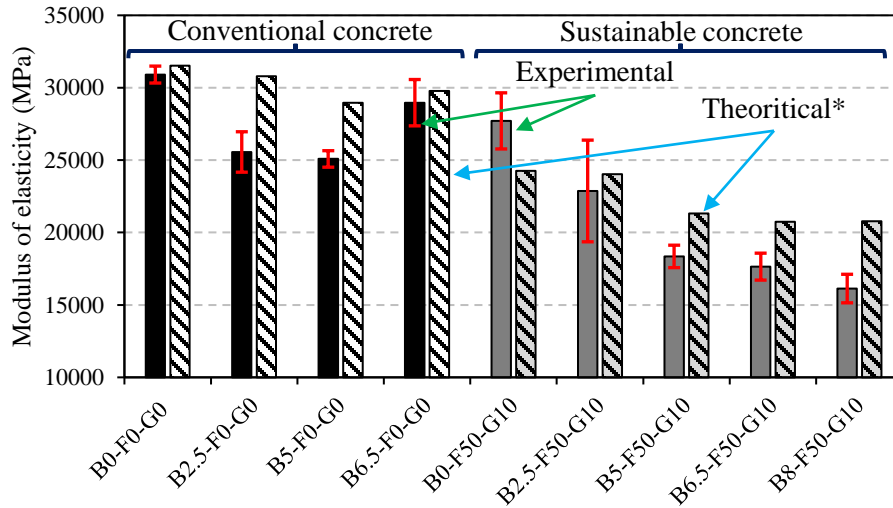 Conventional concrete
Sustainable concrete
Experimental
Theoritical*
Modulus of elasticity (MPa)
35000
30000
25000
20000
15000
10000
B0-F0-G0
B2.5-F0-G0
B5-F0-G0
B6.5-F0-G0
B0-F50-G10
B2.5-F50-G10
B5-F50-G10
B6.5-F50-G10
B8-F50-G10